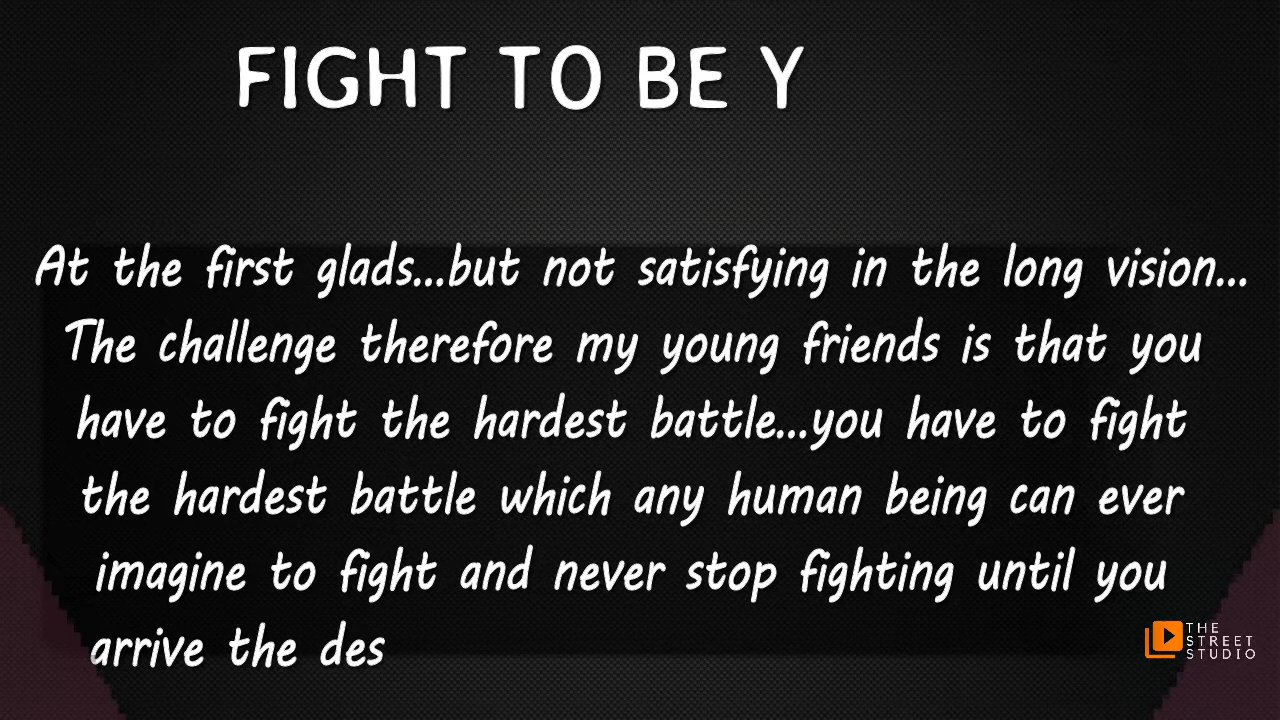 FIGHT TO BE Y
At the first glads...but not satisfying in the long vision...
The challenge therefore my young friends is that you
have to fight the hardest battle...you have to fight
the hardest battle which any human being can ever
imagine to fight and never stop fighting until you
arrive the des
THE
STREET
STUDIO